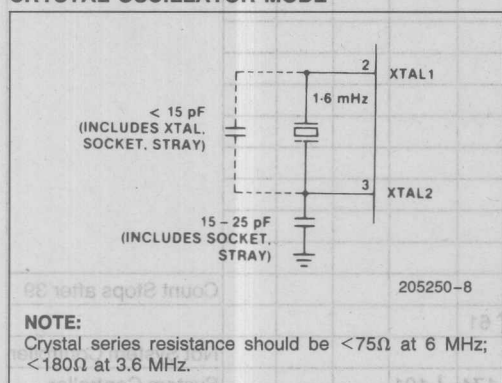 CRYSTAL OSCILLATOR MODE
2
XTAL1
1-6 mHz
< 15 pF
(INCLUDES XTAL,
SOCKET, STRAY)
3
XTAL2
15 – 25 pF
(INCLUDES SOCKET,
STRAY)
205250–8
Count Stops after 39
61
NOTE:
Crystal series resistance should be <75Ω at 6 MHz;
<180Ω at 3.6 MHz.